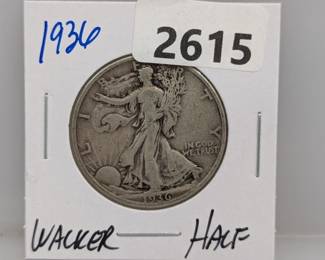 1936
2615
LIBERTY
IN GOD
WE TRUST
1936
WALKER HALF